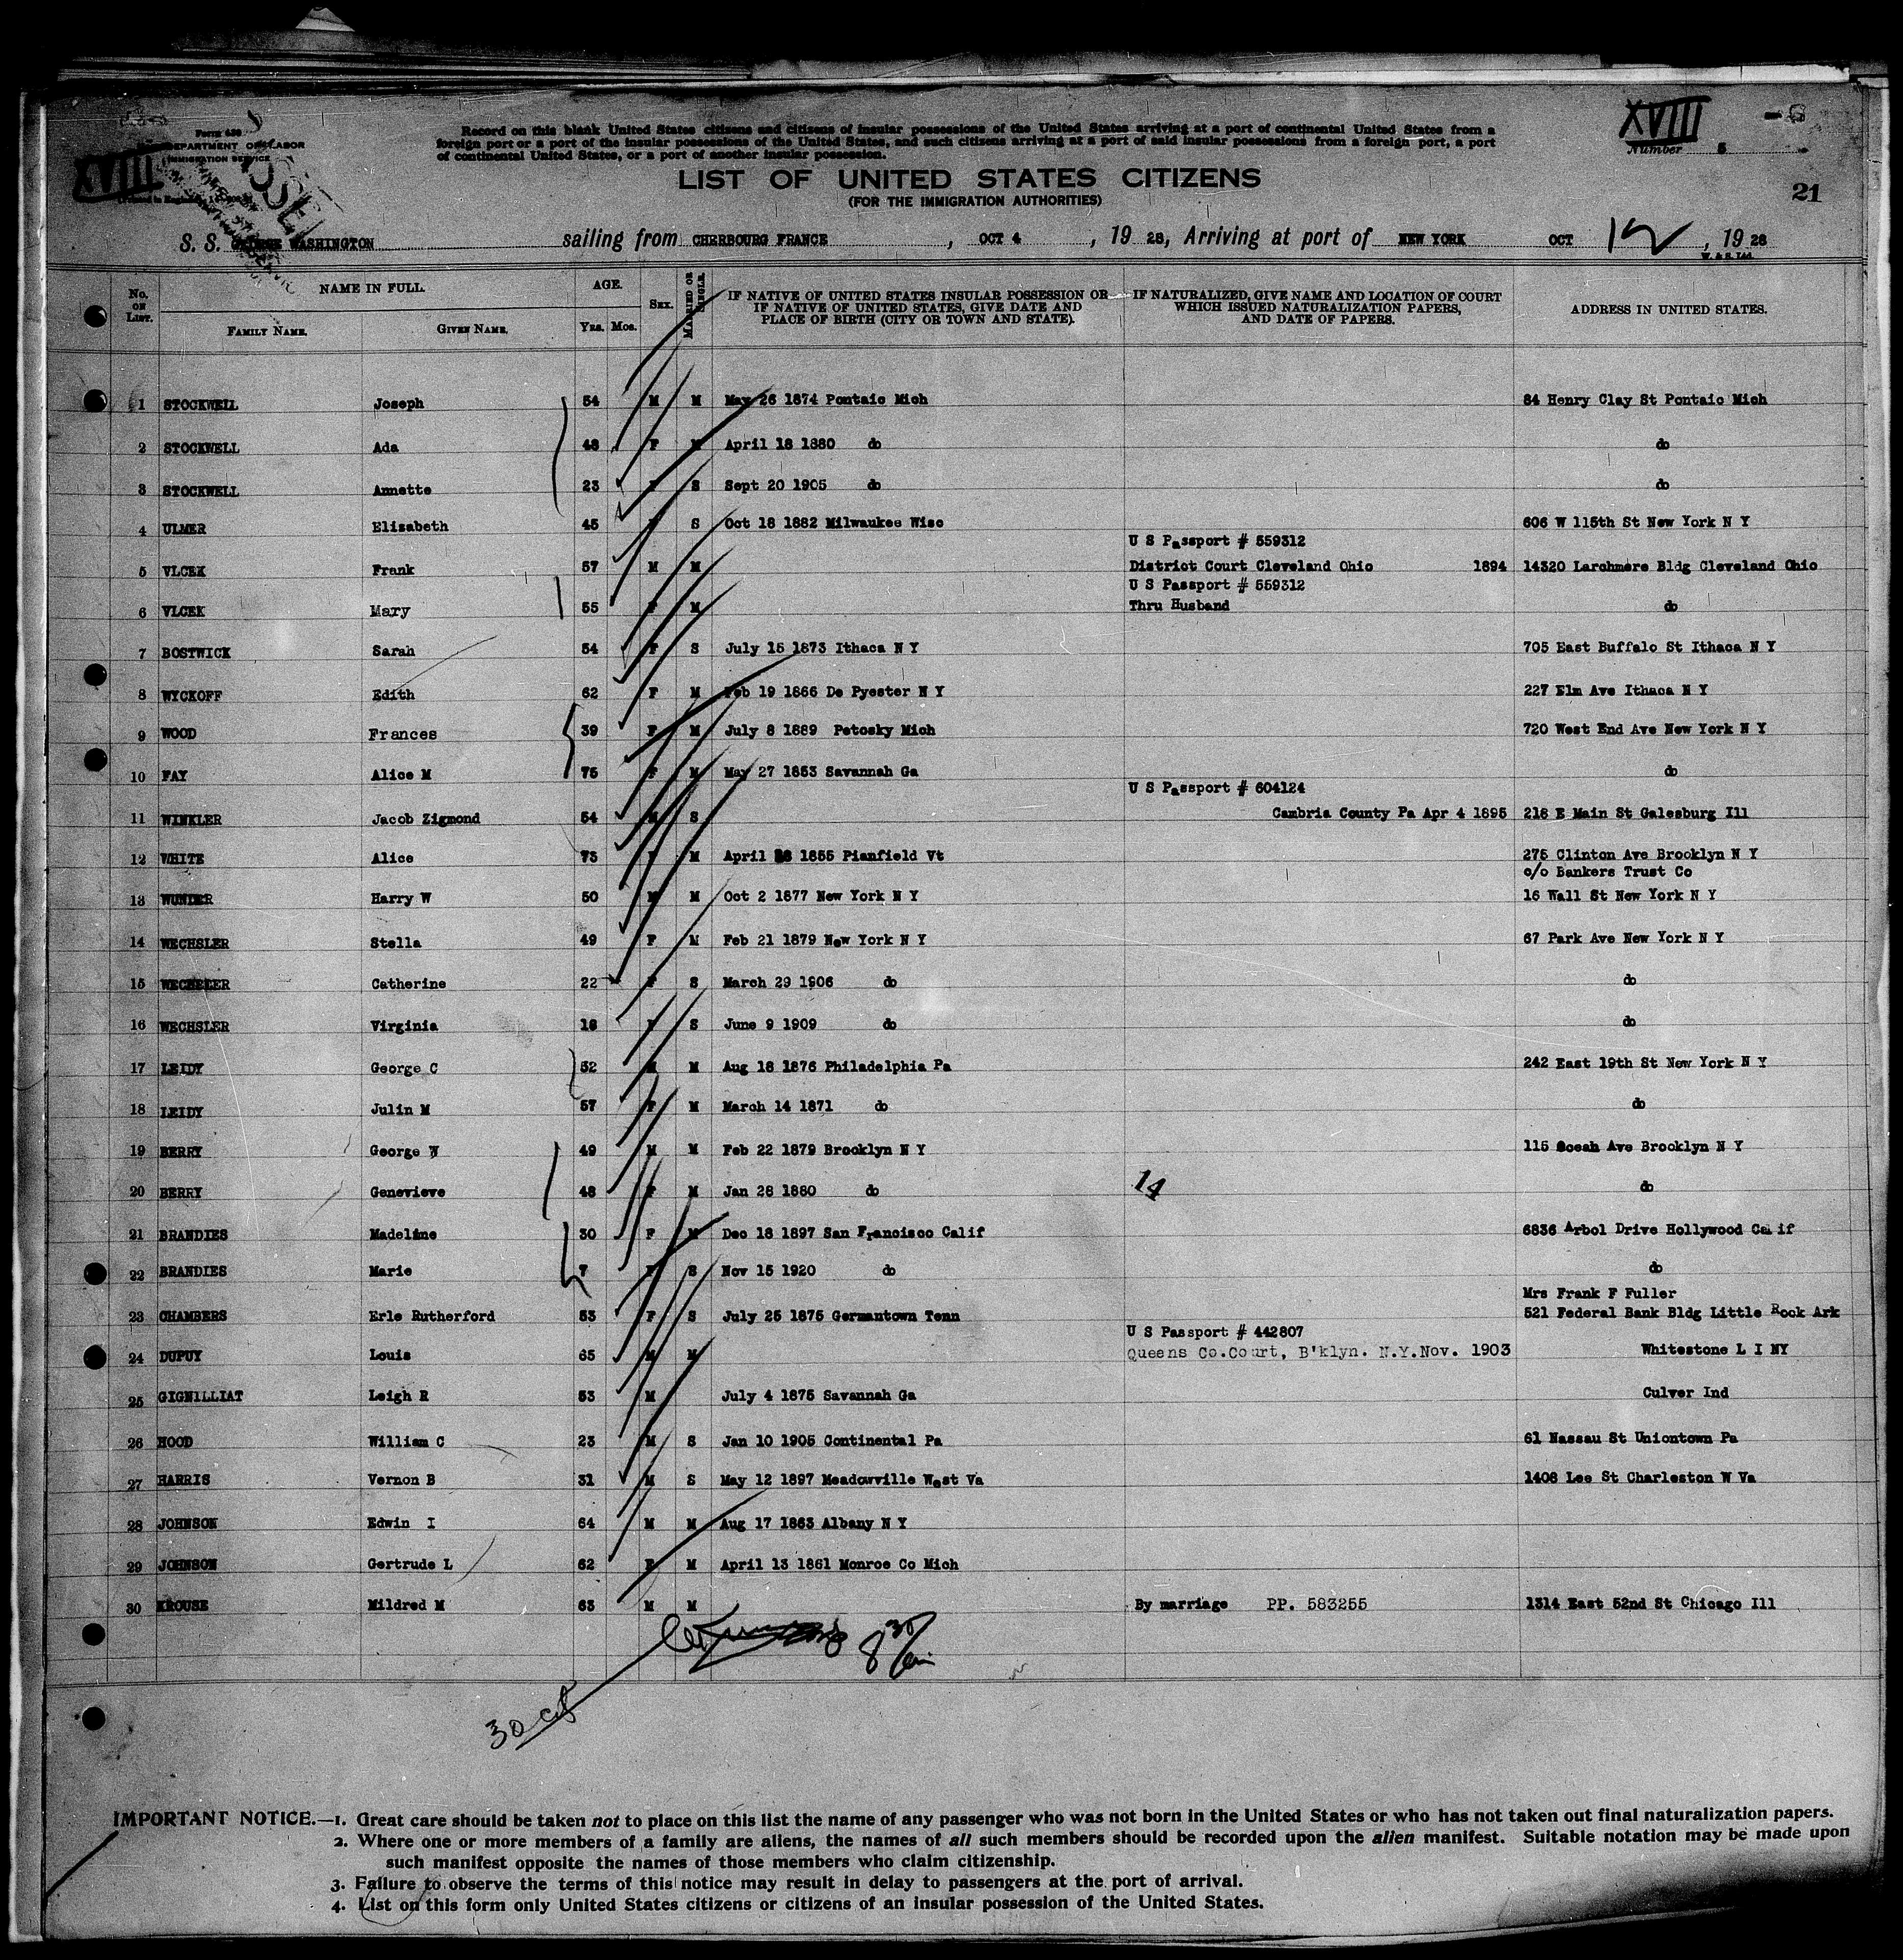 Form 630
DEPARTMENT OF LABOR
IMMIGRATION SERVICE
XVIII
Record on this blank United States citizens and citizens of insular possessions of the United States arriving at a port of continental United States from a
foreign port or a port of the insular possessions of the United States, and such citizens arriving at a port of said insular possessions from a foreign port, a port
of continental United States, or a port of another insular possession.
XVIII
Number 5
LIST OF UNITED STATES CITIZENS
(FOR THE IMMIGRATION AUTHORITIES)
21
S. S. GEORGE WASHINGTON sailing from CHERBOURG FRANCE , OCT 4 , 19 28, Arriving at port of NEW YORK OCT 12 , 19 28
W. & S. Ltd.
No. ON LIST. NAME IN FULL. AGE. SEX. MARRIED OR SINGLE. IF NATIVE OF UNITED STATES INSULAR POSSESSION OR IF NATIVE OF UNITED STATES, GIVE DATE AND PLACE OF BIRTH (CITY OR TOWN AND STATE). IF NATURALIZED, GIVE NAME AND LOCATION OF COURT WHICH ISSUED NATURALIZATION PAPERS, AND DATE OF PAPERS. ADDRESS IN UNITED STATES.
FAMILY NAME. GIVEN NAME. YRS. MOS.
1 STOCKWELL Joseph 54 M M May 26 1874 Pontaic Mich 84 Henry Clay St Pontaic Mich
2 STOCKWELL Ada 48 F M April 18 1880 do do
3 STOCKWELL Annette 23 F S Sept 20 1905 do do
4 ULMER Elisabeth 45 F S Oct 18 1882 Milwaukee Wisc 606 W 115th St New York N Y
U S Passport # 559312
5 VLCEK Frank 57 M M District Court Cleveland Ohio 1894 14320 Larchmere Bldg Cleveland Ohio
U S Passport # 559312
6 VLCEK Mary 55 F M Thru Husband do
7 BOSTWICK Sarah 54 F S July 15 1873 Ithaca N Y 705 East Buffalo St Ithaca N Y
8 WYCKOFF Edith 62 F M Feb 19 1866 De Pyester N Y 227 Elm Ave Ithaca N Y
9 WOOD Frances 39 F M July 8 1889 Petosky Mich 720 West End Ave New York N Y
10 FAY Alice M 75 F M May 27 1853 Savannah Ga do
U S Passport # 604124
11 WINKLER Jacob Zigmond 54 M S Cambria County Pa Apr 4 1895 216 E Main St Galesburg Ill
12 WHITE Alice 73 F M April 1855 Pianfield Vt 275 Clinton Ave Brooklyn N Y
c/o Bankers Trust Co
13 WUNDER Harry W 50 M M Oct 2 1877 New York N Y 16 Wall St New York N Y
14 WECHSLER Stella 49 F M Feb 21 1879 New York N Y 67 Park Ave New York N Y
15 WECHSLER Catherine 22 F S March 29 1906 do do
16 WECHSLER Virginia 18 F S June 9 1909 do do
17 LEIDY George C 52 M M Aug 18 1876 Philadelphia Pa 242 East 19th St New York N Y
18 LEIDY Julin M 57 F M March 14 1871 do do
19 BERRY George W 49 M M Feb 22 1879 Brooklyn N Y 115 Ocean Ave Brooklyn N Y
20 BERRY Genevieve 48 F M Jan 28 1880 do 14 do
21 BRANDIES Madeline 30 F M Dec 18 1897 San Francisco Calif 6836 Arbol Drive Hollywood Calif
22 BRANDIES Marie 7 F S Nov 15 1920 do do
Mrs Frank F Fuller
23 CHAMBERS Erle Rutherford 53 F S July 25 1875 Germantown Tenn 521 Federal Bank Bldg Little Rock Ark
U S Passport # 442807
24 DUPUY Louis 65 M M Queens Co.Court, B'klyn. N.Y.Nov. 1903 Whitestone L I NY
25 GIGNILLIAT Leigh R 53 M July 4 1875 Savannah Ga Culver Ind
26 HOOD William C 23 M S Jan 10 1905 Continental Pa 61 Nassau St Uniontown Pa
27 HARRIS Vernon B 31 M S May 12 1897 Meadowville West Va 1406 Lee St Charleston W Va
28 JOHNSON Edwin I 64 M M Aug 17 1863 Albany N Y
29 JOHNSON Gertrude L 62 F M April 13 1861 Monroe Co Mich
30 KROUSE Mildred M 63 M M By marriage PP. 583255 1314 East 52nd St Chicago Ill
8 30/
30 cit
IMPORTANT NOTICE.—1. Great care should be taken not to place on this list the name of any passenger who was not born in the United States or who has not taken out final naturalization papers.
2. Where one or more members of a family are aliens, the names of all such members should be recorded upon the alien manifest. Suitable notation may be made upon
such manifest opposite the names of those members who claim citizenship.
3. Failure to observe the terms of this notice may result in delay to passengers at the port of arrival.
4. List on this form only United States citizens or citizens of an insular possession of the United States.